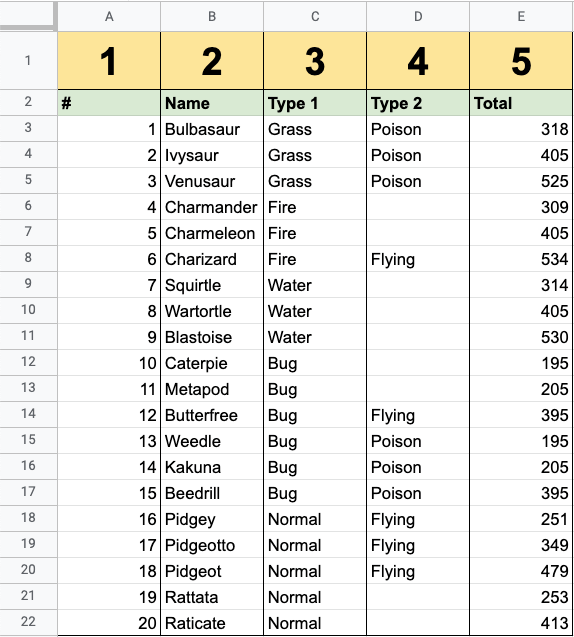 A B C D E
1 1 2 3 4 5
2 # Name Type 1 Type 2 Total
3 1 Bulbasaur Grass Poison 318
4 2 Ivysaur Grass Poison 405
5 3 Venusaur Grass Poison 525
6 4 Charmander Fire 309
7 5 Charmeleon Fire 405
8 6 Charizard Fire Flying 534
9 7 Squirtle Water 314
10 8 Wartortle Water 405
11 9 Blastoise Water 530
12 10 Caterpie Bug 195
13 11 Metapod Bug 205
14 12 Butterfree Bug Flying 395
15 13 Weedle Bug Poison 195
16 14 Kakuna Bug Poison 205
17 15 Beedrill Bug Poison 395
18 16 Pidgey Normal Flying 251
19 17 Pidgeotto Normal Flying 349
20 18 Pidgeot Normal Flying 479
21 19 Rattata Normal 253
22 20 Raticate Normal 413